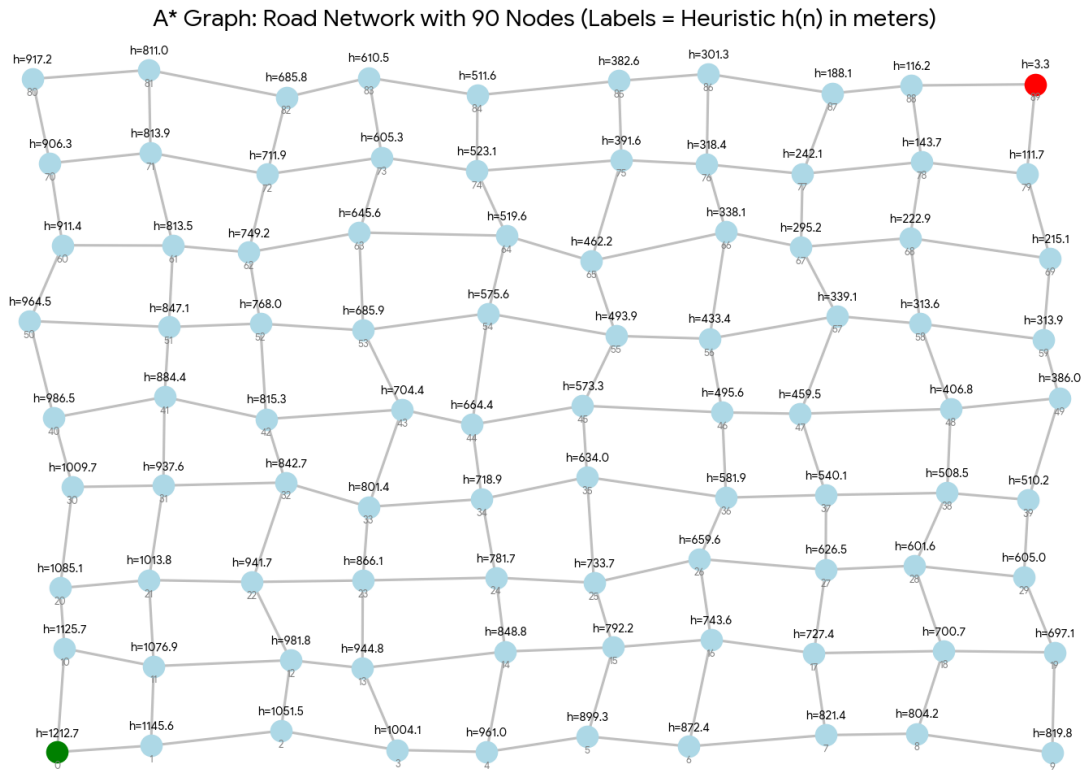 A* Graph: Road Network with 90 Nodes (Labels = Heuristic h(n) in meters)
h=917.2
h=811.0
h=685.8
h=610.5
h=511.6
h=382.6
h=301.3
h=188.1
h=116.2
h=3.3
80
81
82
83
84
85
86
87
88
89
h=906.3
h=813.9
h=711.9
h=605.3
h=523.1
h=391.6
h=318.4
h=242.1
h=143.7
h=111.7
70
71
72
73
74
75
76
77
78
79
h=911.4
h=813.5
h=749.2
h=645.6
h=519.6
h=462.2
h=338.1
h=295.2
h=222.9
h=215.1
60
61
62
63
64
65
66
67
68
69
h=964.5
h=847.1
h=768.0
h=685.9
h=575.6
h=493.9
h=433.4
h=339.1
h=313.6
h=313.9
50
51
52
53
54
55
56
57
58
59
h=986.5
h=884.4
h=815.3
h=704.4
h=664.4
h=573.3
h=495.6
h=459.5
h=406.8
h=386.0
40
41
42
43
44
45
46
47
48
49
h=1009.7
h=937.6
h=842.7
h=801.4
h=718.9
h=634.0
h=581.9
h=540.1
h=508.5
h=510.2
30
31
32
33
34
35
36
37
38
39
h=1085.1
h=1013.8
h=941.7
h=866.1
h=781.7
h=733.7
h=659.6
h=626.5
h=601.6
h=605.0
20
21
22
23
24
25
26
27
28
29
h=1125.7
h=1076.9
h=981.8
h=944.8
h=848.8
h=792.2
h=743.6
h=727.4
h=700.7
h=697.1
10
11
12
13
14
15
16
17
18
19
h=1212.7
h=1145.6
h=1051.5
h=1004.1
h=961.0
h=899.3
h=872.4
h=821.4
h=804.2
h=819.8
0
1
2
3
4
5
6
7
8
9